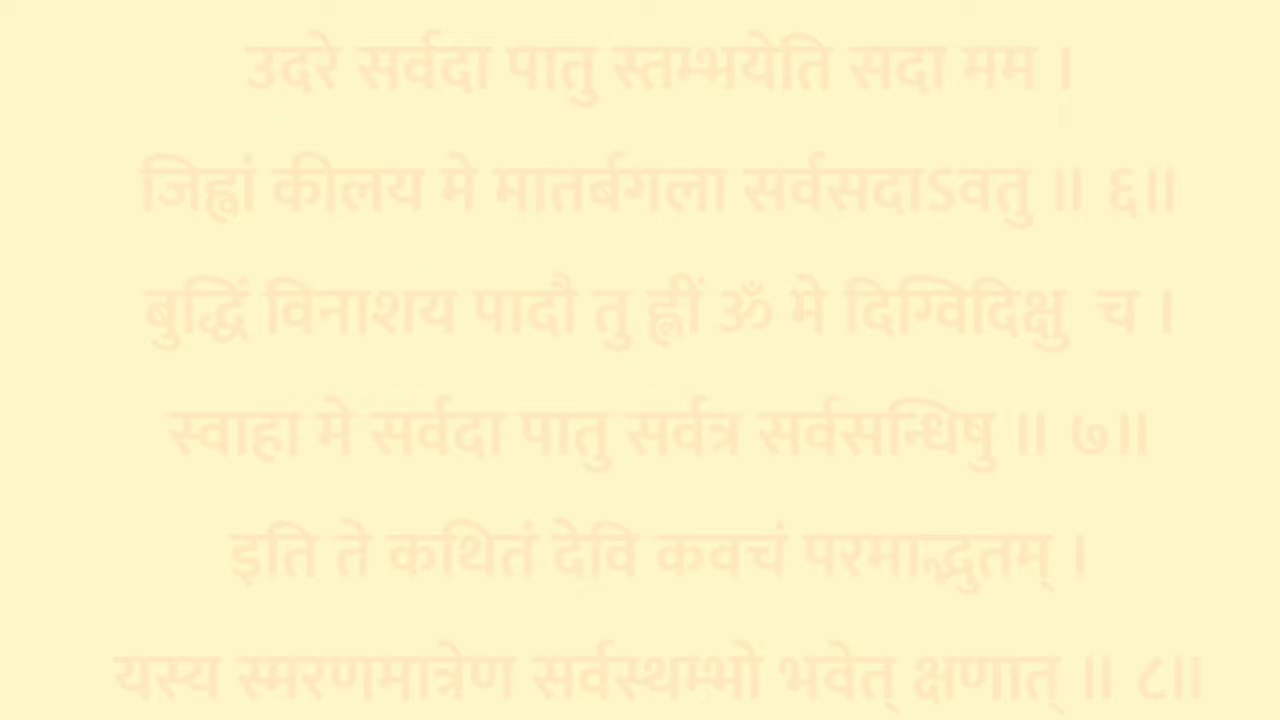 उदरे सर्वदा पातु स्तम्भयेति सदा मम ।
जिह्वां कीलय मे मातर्बगला सर्वसदाऽवतु ॥ ६॥
बुद्धिं विनाशय पादौ तु ह्लीं ॐ मे दिग्विदिक्षु च ।
स्वाहा मे सर्वदा पातु सर्वत्र सर्वसन्धिषु ॥ ७॥
इति ते कथितं देवि कवचं परमाद्भुतम् ।
यस्य स्मरणमात्रेण सर्वस्थम्भो भवेत् क्षणात् ॥ ८॥